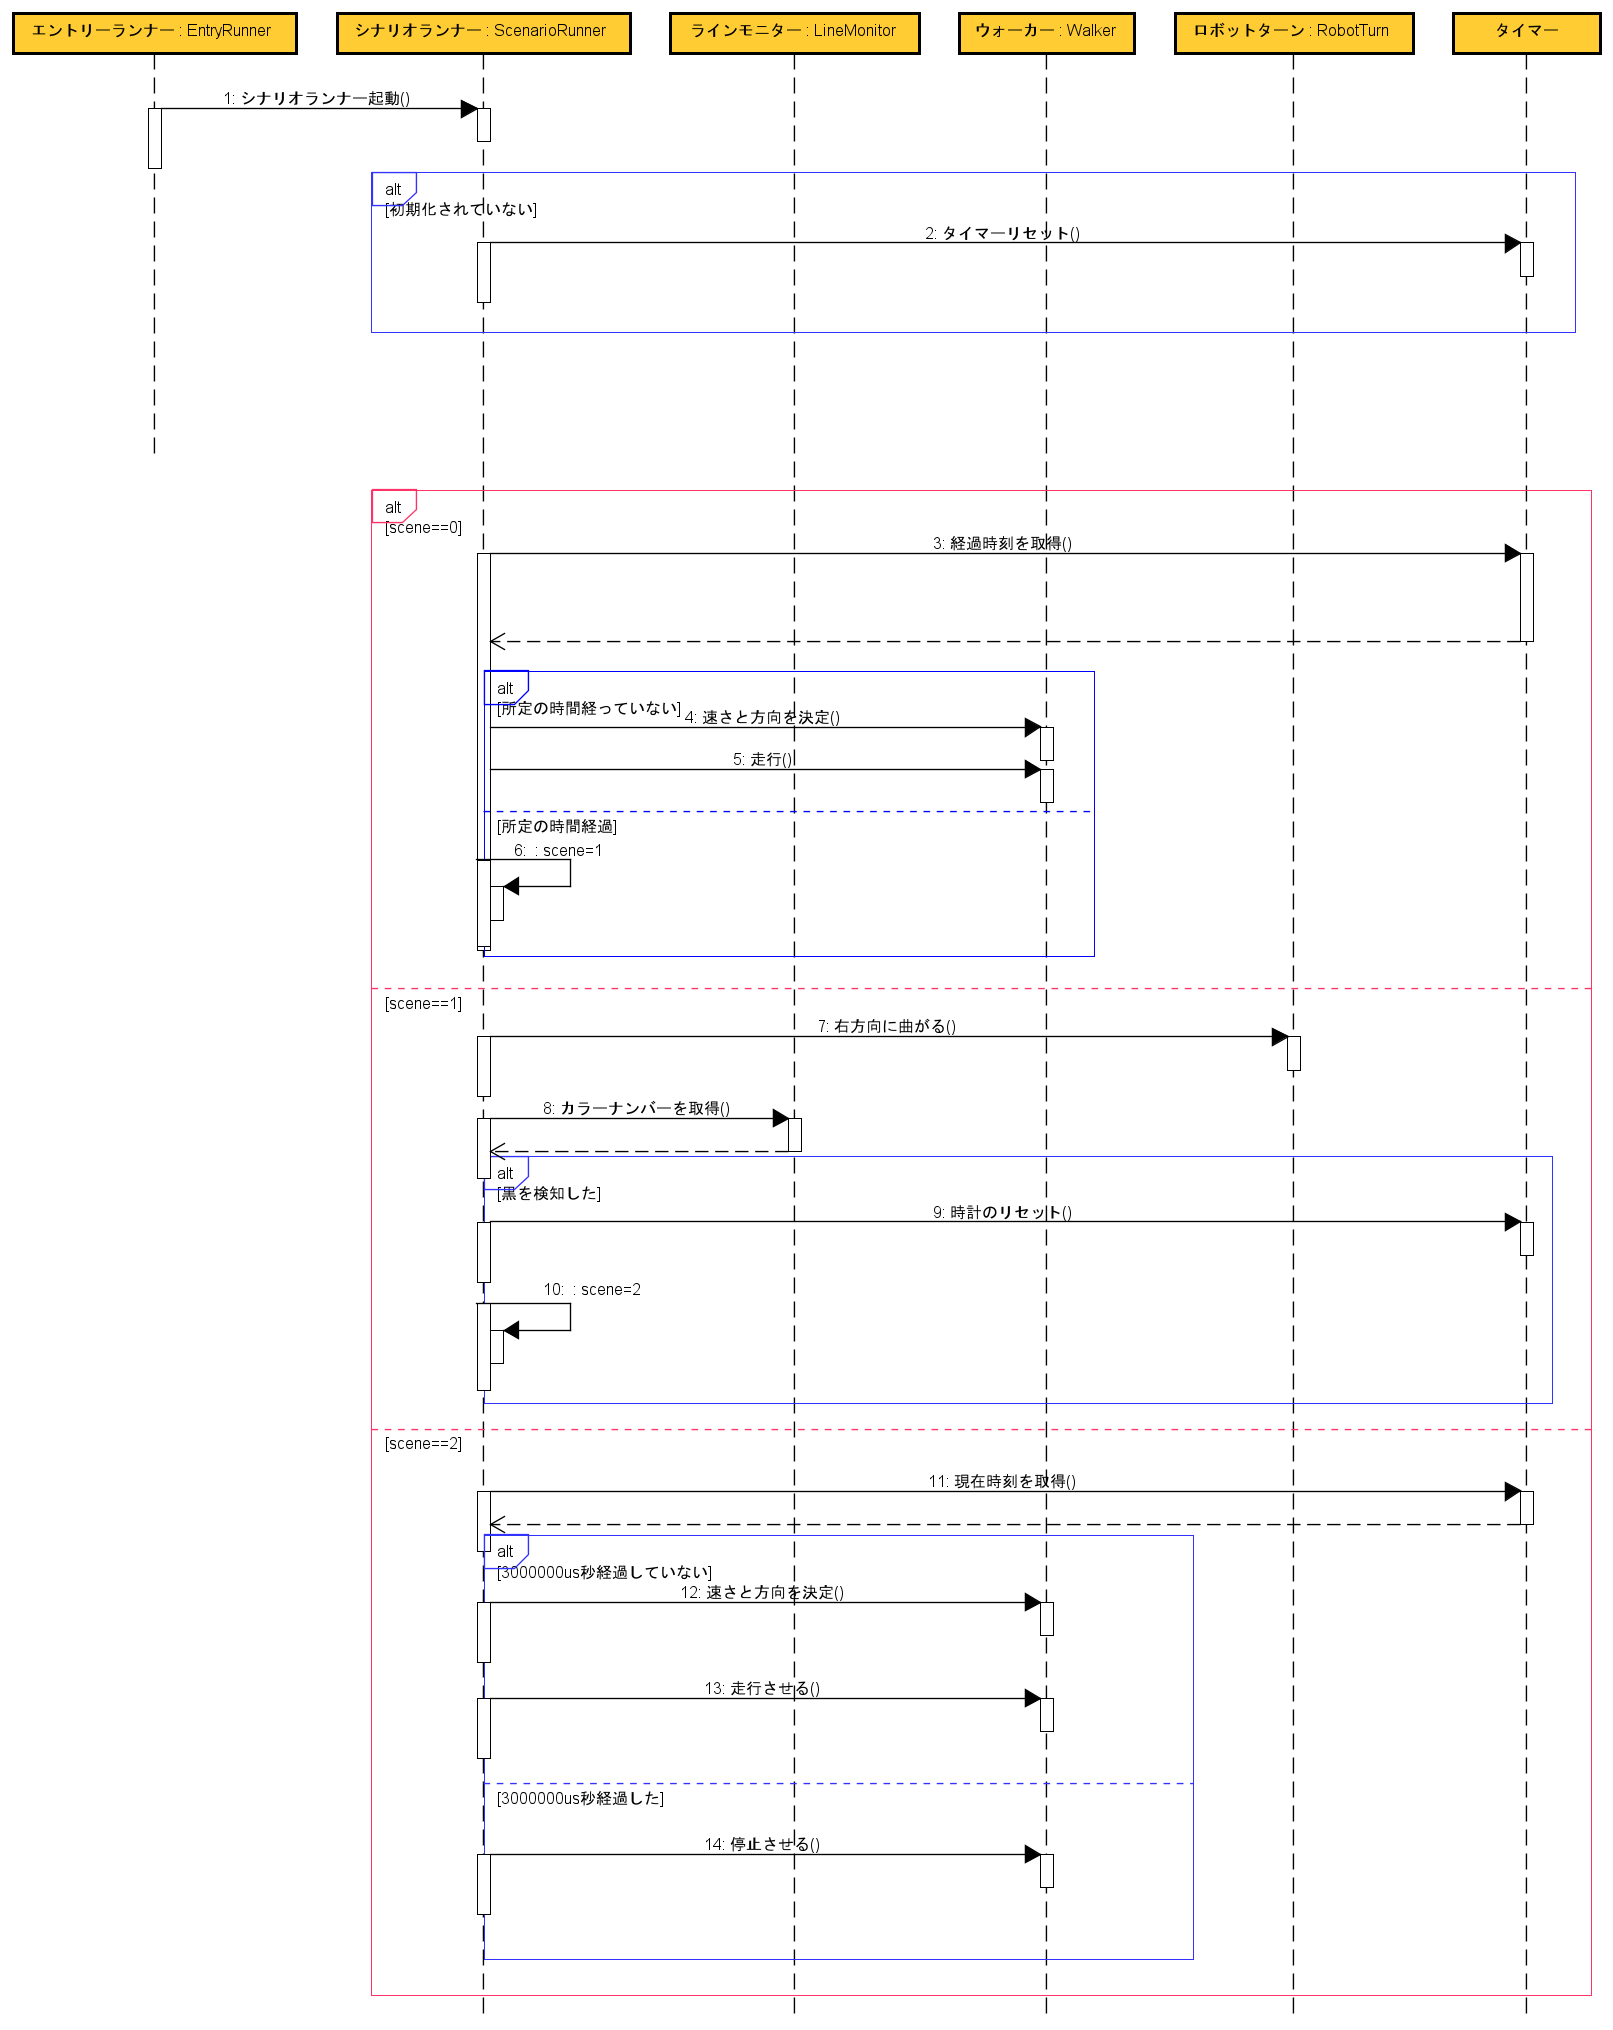 エントリーランナー : EntryRunner
シナリオランナー : ScenarioRunner
ラインモニター : LineMonitor
ウォーカー : Walker
ロボットターン : RobotTurn
タイマー
1: シナリオランナー起動()
alt
[初期化されていない]
2: タイマーリセット()
alt
[scene==0]
3: 経過時刻を取得()
alt
[所定の時間経っていない]
4: 速さと方向を決定()
5: 走行()
[所定の時間経過]
6:  : scene=1
[scene==1]
7: 右方向に曲がる()
8: カラーナンバーを取得()
alt
[黒を検知した]
9: 時計のリセット()
10:  : scene=2
[scene==2]
11: 現在時刻を取得()
alt
[3000000us秒経過していない]
12: 速さと方向を決定()
13: 走行させる()
[3000000us秒経過した]
14: 停止させる()